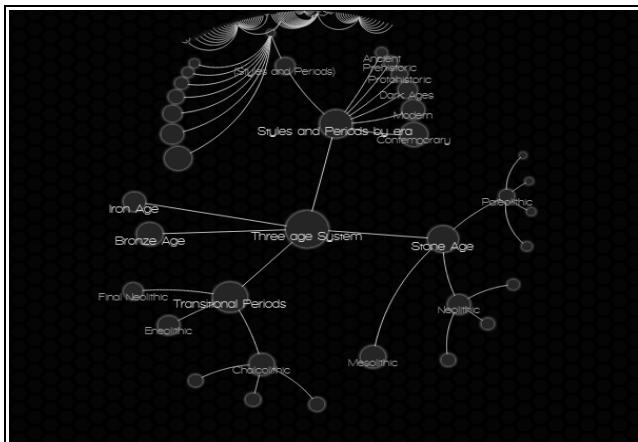 Ancient
Prehistoric
(Styles and Periods)
Protohistoric
Dark Ages
Modern
Styles and Periods by era
Contemporary
Paleolithic
Iron Age
Bronze Age
Three age System
Stone Age
Final Neolithic
Transitional Periods
Neolithic
Eneolithic
Mesolithic
Chalcolithic